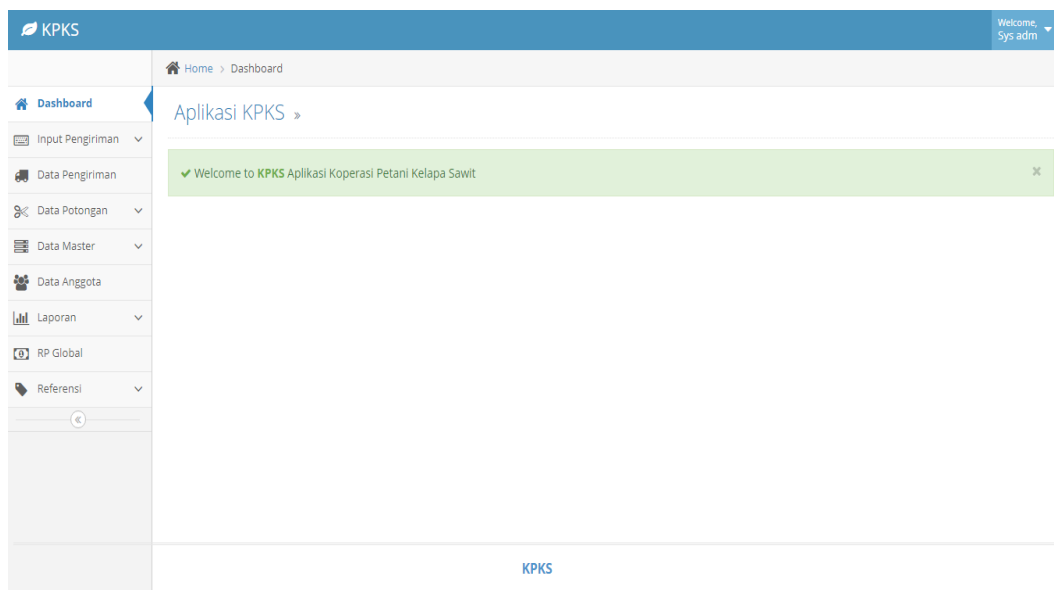 KPKS
Welcome,
Sys adm
Home > Dashboard
Dashboard
Input Pengiriman
Data Pengiriman
Data Potongan
Data Master
Data Anggota
Laporan
RP Global
Referensi
Aplikasi KPKS »
Welcome to KPKS Aplikasi Koperasi Petani Kelapa Sawit
KPKS